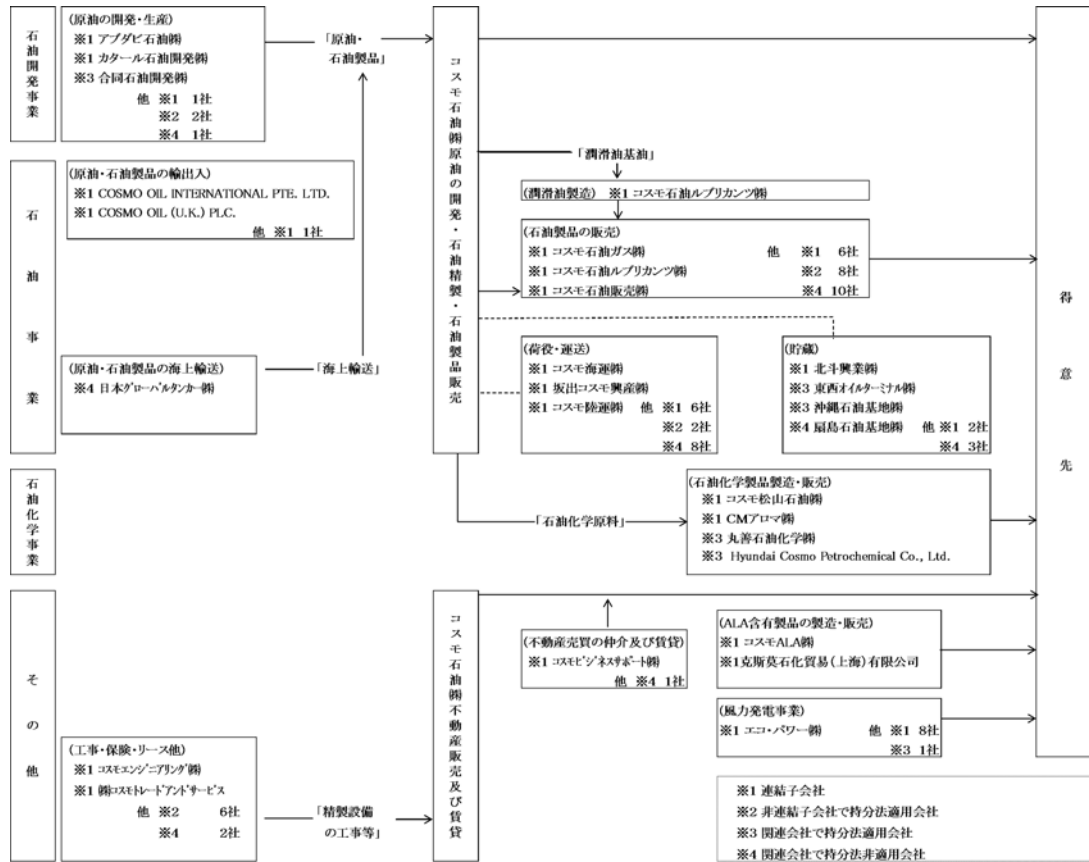 石油開発事業
(原油の開発・生産)
※1 アブダビ石油㈱
※1 カタール石油開発㈱
※3 合同石油開発㈱
他 ※1 1社
※2 2社
※4 1社
「原油・
石油製品」
石油事業
(原油・石油製品の輸出入)
※1 COSMO OIL INTERNATIONAL PTE. LTD.
※1 COSMO OIL (U.K.) PLC.
他 ※1 1社
(原油・石油製品の海上輸送)
※4 日本グローバルタンカー㈱
「海上輸送」
コスモ石油㈱原油の開発・石油精製・石油製品販売
「潤滑油基油」
(潤滑油製造) ※1 コスモ石油ルブリカンツ㈱
(石油製品の販売)
※1 コスモ石油ガス㈱ 他 ※1 6社
※1 コスモ石油ルブリカンツ㈱ ※2 8社
※1 コスモ石油販売㈱ ※4 10社
(荷役・運送)
※1 コスモ海運㈱
※1 坂出コスモ興産㈱
※1 コスモ陸運㈱ 他 ※1 6社
※2 2社
※4 8社
(貯蔵)
※1 北斗興業㈱
※3 東西オイルターミナル㈱
※3 沖縄石油基地㈱
※4 扇島石油基地㈱ 他 ※1 2社
※4 3社
得意先
石油化学事業
「石油化学原料」
(石油化学製品製造・販売)
※1 コスモ松山石油㈱
※1 CMアロマ㈱
※3 丸善石油化学㈱
※3 Hyundai Cosmo Petrochemical Co., Ltd.
その他
(工事・保険・リース他)
※1 コスモエンジニアリング㈱
※1 ㈱コスモトレードアンドサービス
他 ※2 6社
※4 2社
「精製設備
の工事等」
コスモ石油㈱不動産販売及び賃貸
(不動産売買の仲介及び賃貸)
※1 コスモビジネスサポート㈱
他 ※4 1社
(ALA含有製品の製造・販売)
※1 コスモALA㈱
※1克斯莫石化貿易(上海)有限公司
(風力発電事業)
※1 エコ・パワー㈱ 他 ※1 8社
※3 1社
※1 連結子会社
※2 非連結子会社で持分法適用会社
※3 関連会社で持分法適用会社
※4 関連会社で持分法非適用会社